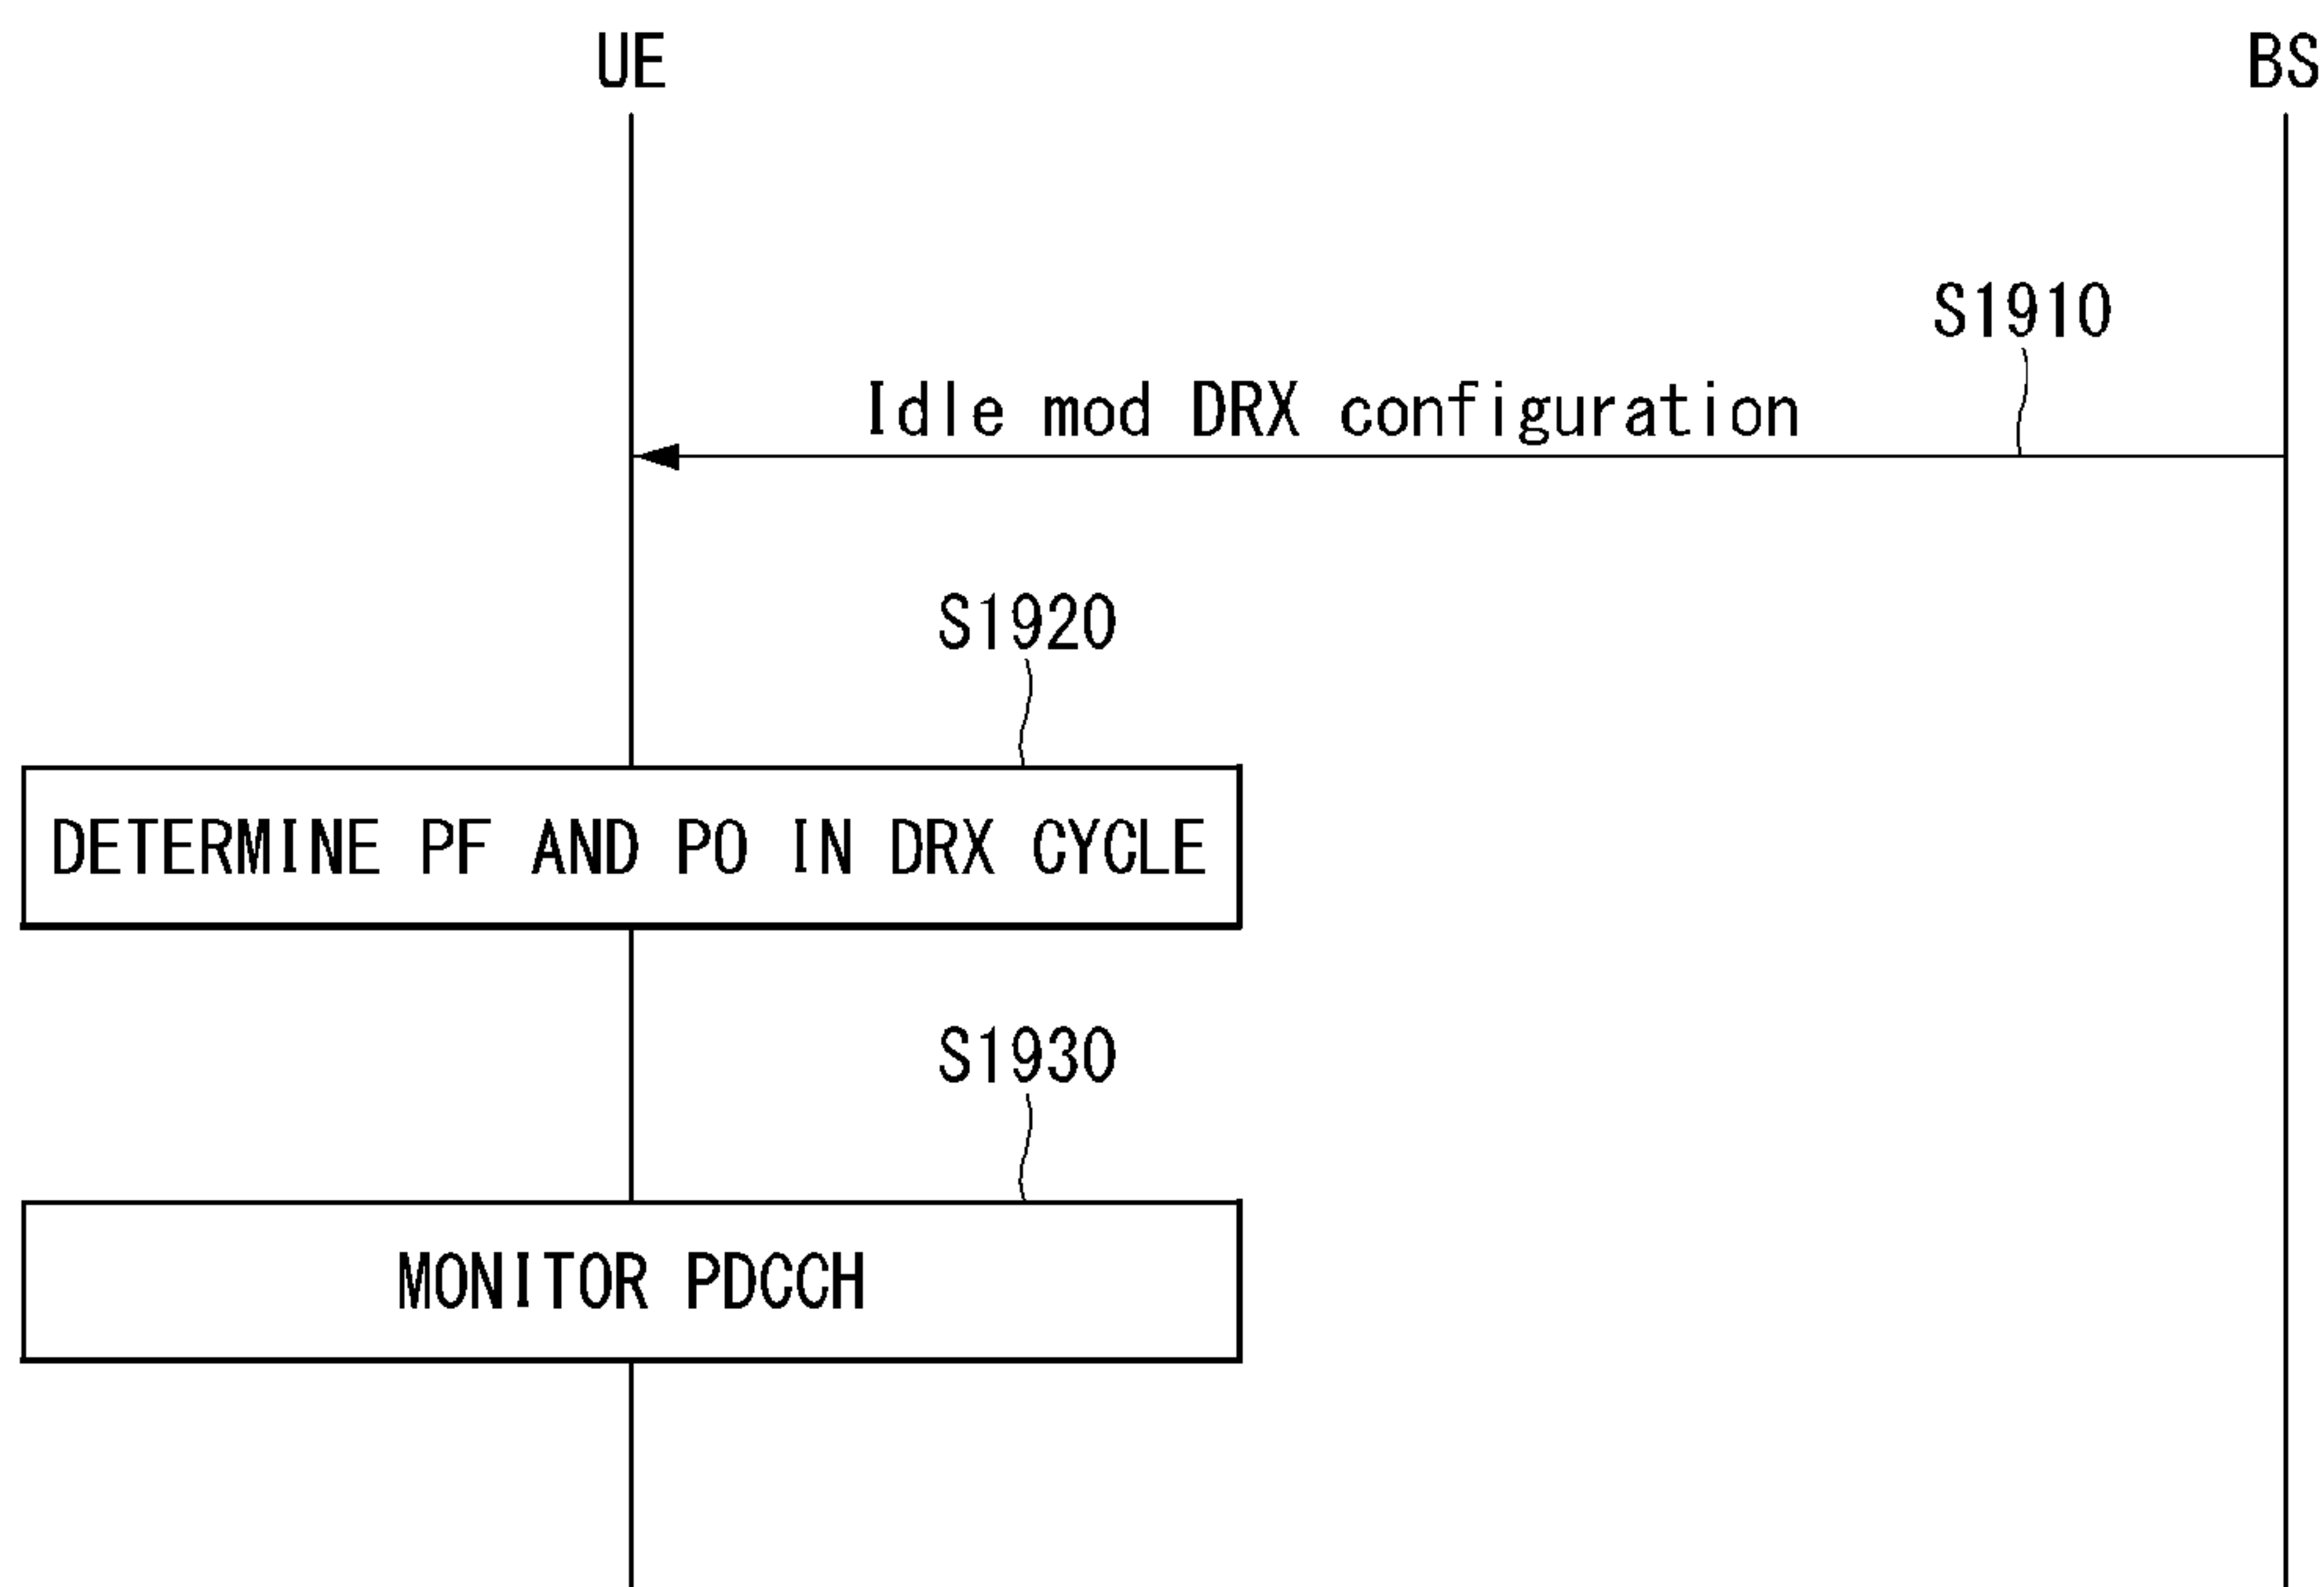 UE
BS
S1910
Idle mod DRX configuration
S1920
DETERMINE PF AND PO IN DRX CYCLE
S1930
MONITOR PDCCH